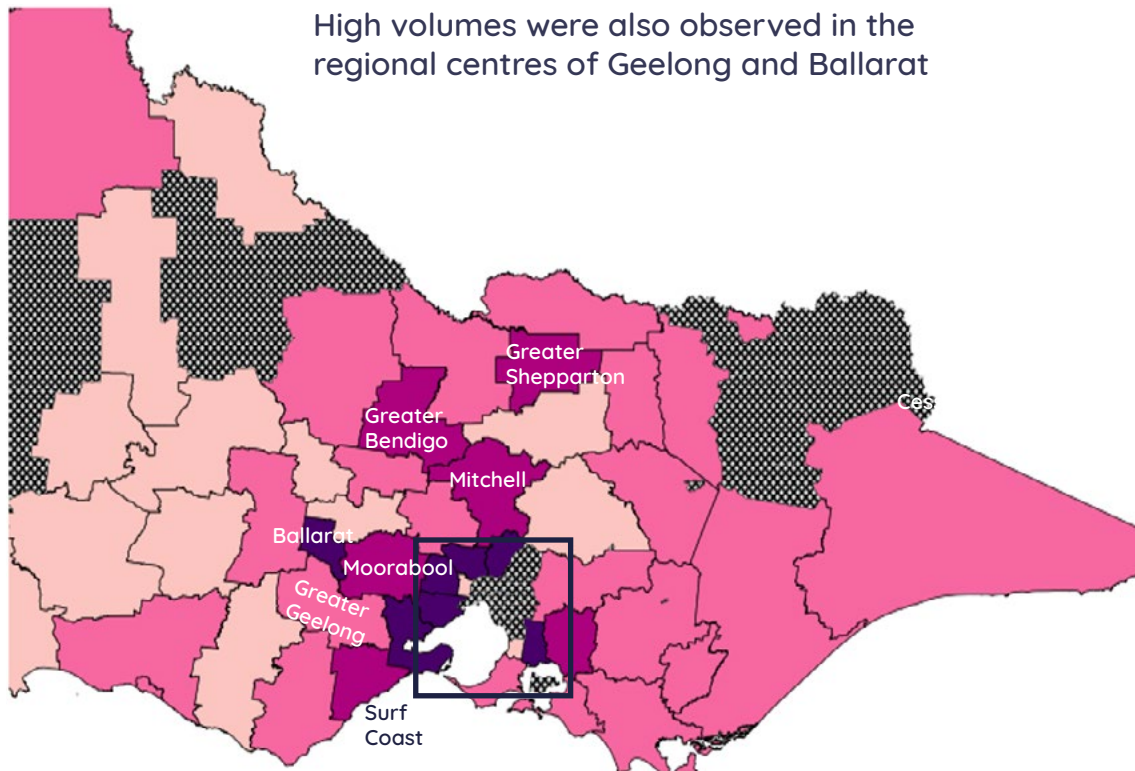 High volumes were also observed in the
regional centres of Geelong and Ballarat
Greater
Shepparton
Ces
Greater
Bendigo
Mitchell
Ballarat
Moorabool
Greater
Geelong
Surf
Coast